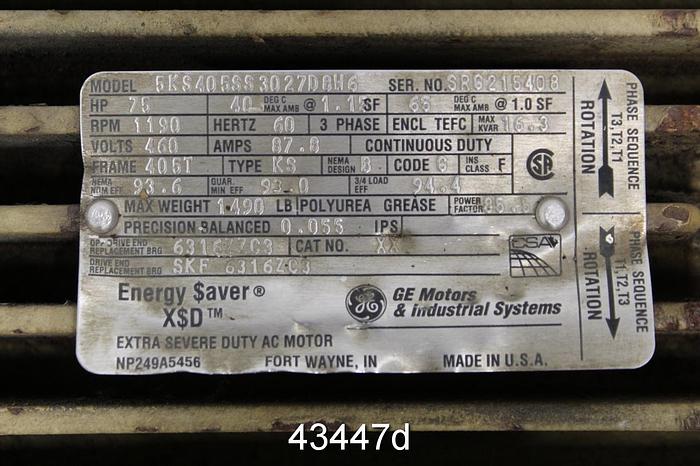 MODEL 5KS405SS3027D8H6 SER. NO. SRG215408
HP 75 40 DEG C MAX AMB @ 1.15 SF 65 DEG C MAX AMB @ 1.0 SF
RPM 1190 HERTZ 60 3 PHASE ENCL TEFC MAX KVAR 16.3
VOLTS 460 AMPS 87.8 CONTINUOUS DUTY
FRAME 405T TYPE KS NEMA DESIGN B CODE G INS CLASS F
NEMA NOM EFF 93.6 GUAR. MIN EFF 93.0 3/4 LOAD EFF 94.4
MAX WEIGHT 1490 LB POLYUREA GREASE POWER FACTOR
PRECISION BALANCED 0.055 IPS
OPP DRIVE END REPLACEMENT BRG 6316ZZC3 CAT NO. XX
DRIVE END REPLACEMENT BRG SKF 6316ZC3
CSA
Energy $aver®
X$D™
EXTRA SEVERE DUTY AC MOTOR
GE Motors
& Industrial Systems
NP249A5456 FORT WAYNE, IN MADE IN U.S.A.
PHASE SEQUENCE
T3,T2,T1
ROTATION
PHASE SEQUENCE
T1,T2,T3
ROTATION
43447d